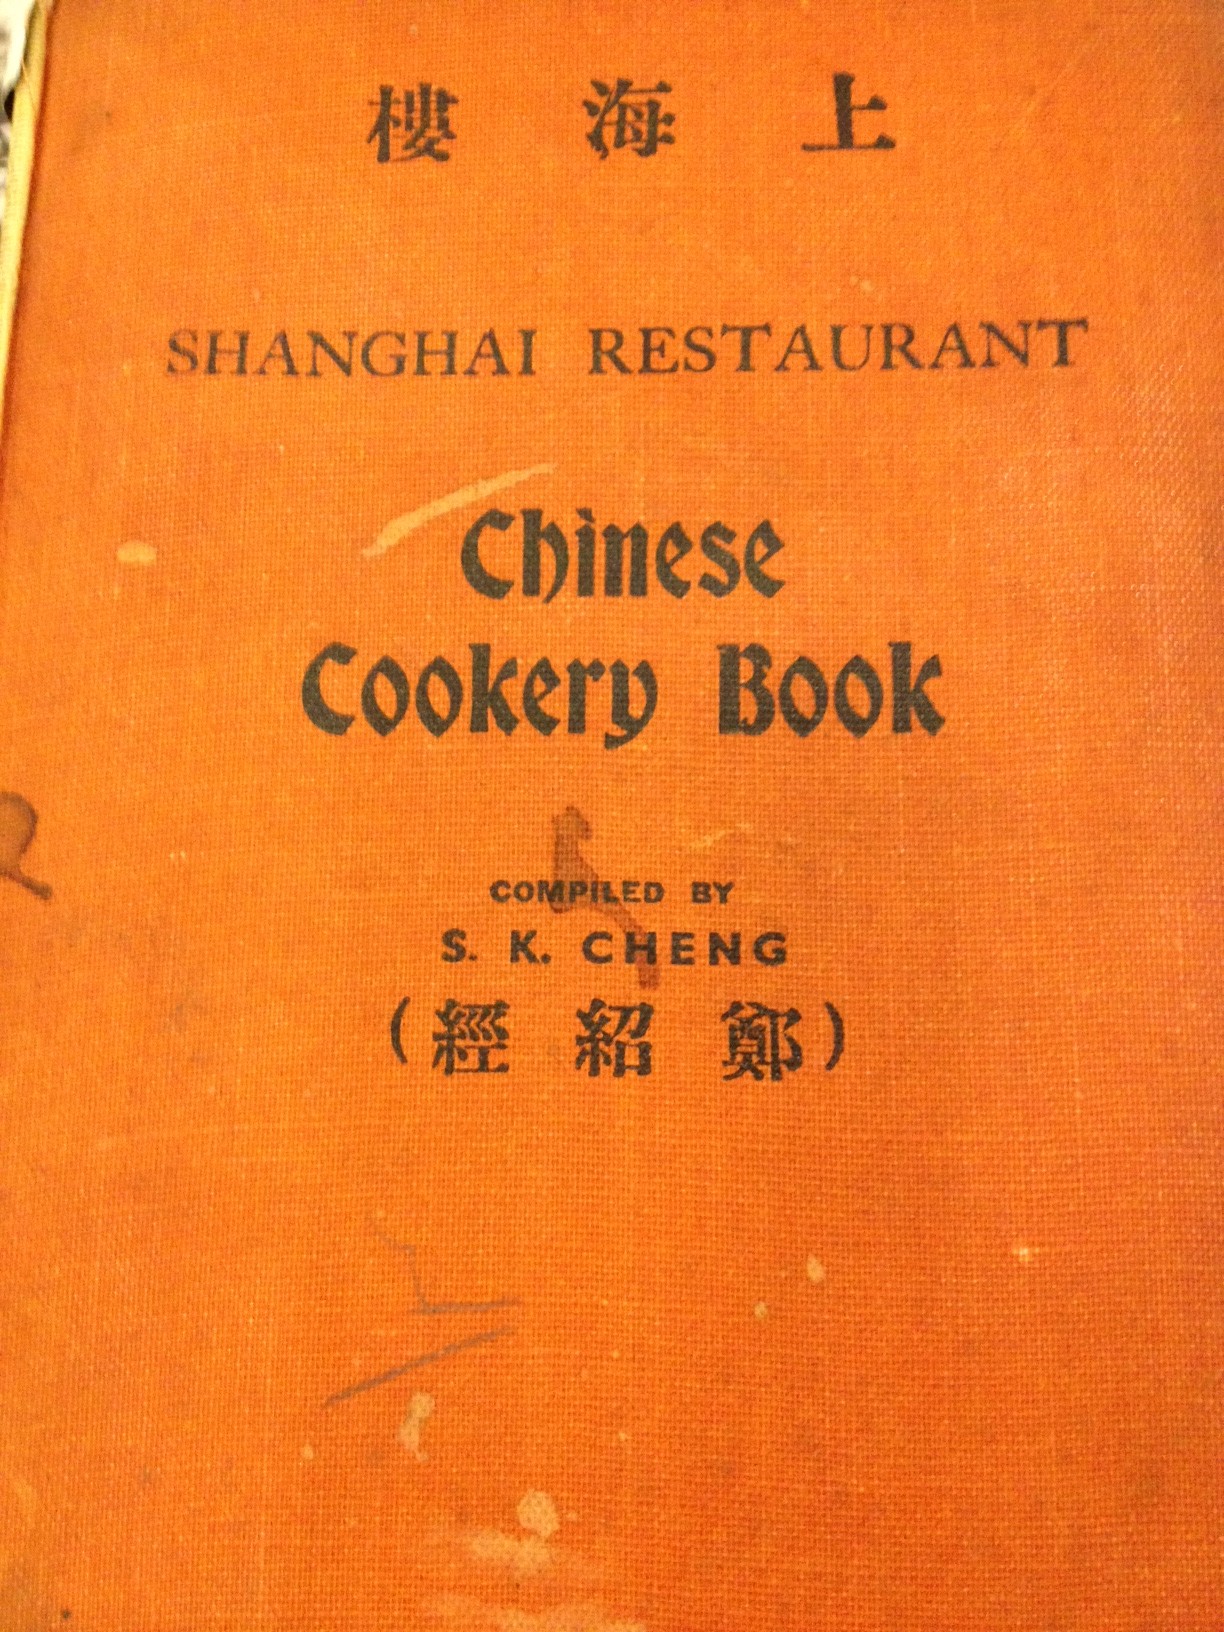 上海樓
SHANGHAI RESTAURANT
Chinese
Cookery Book
COMPILED BY
S. K. CHENG
(鄭紹經)